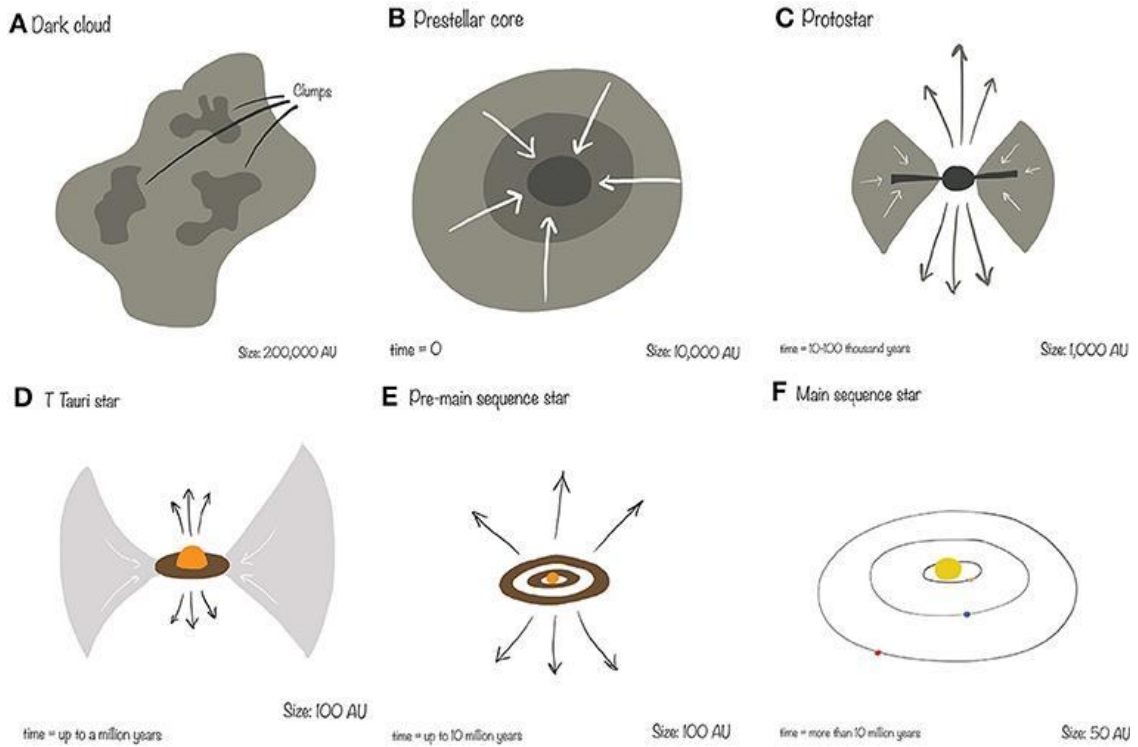 A Dark cloud
Clumps
Size: 200,000 AU
B Prestellar core
time = 0
Size: 10,000 AU
C Protostar
time = 10-100 thousand years
Size: 1,000 AU
D T Tauri star
time = up to a million years
Size: 100 AU
E Pre-main sequence star
time = up to 10 million years
Size: 100 AU
F Main sequence star
time = more than 10 million years
Size: 50 AU